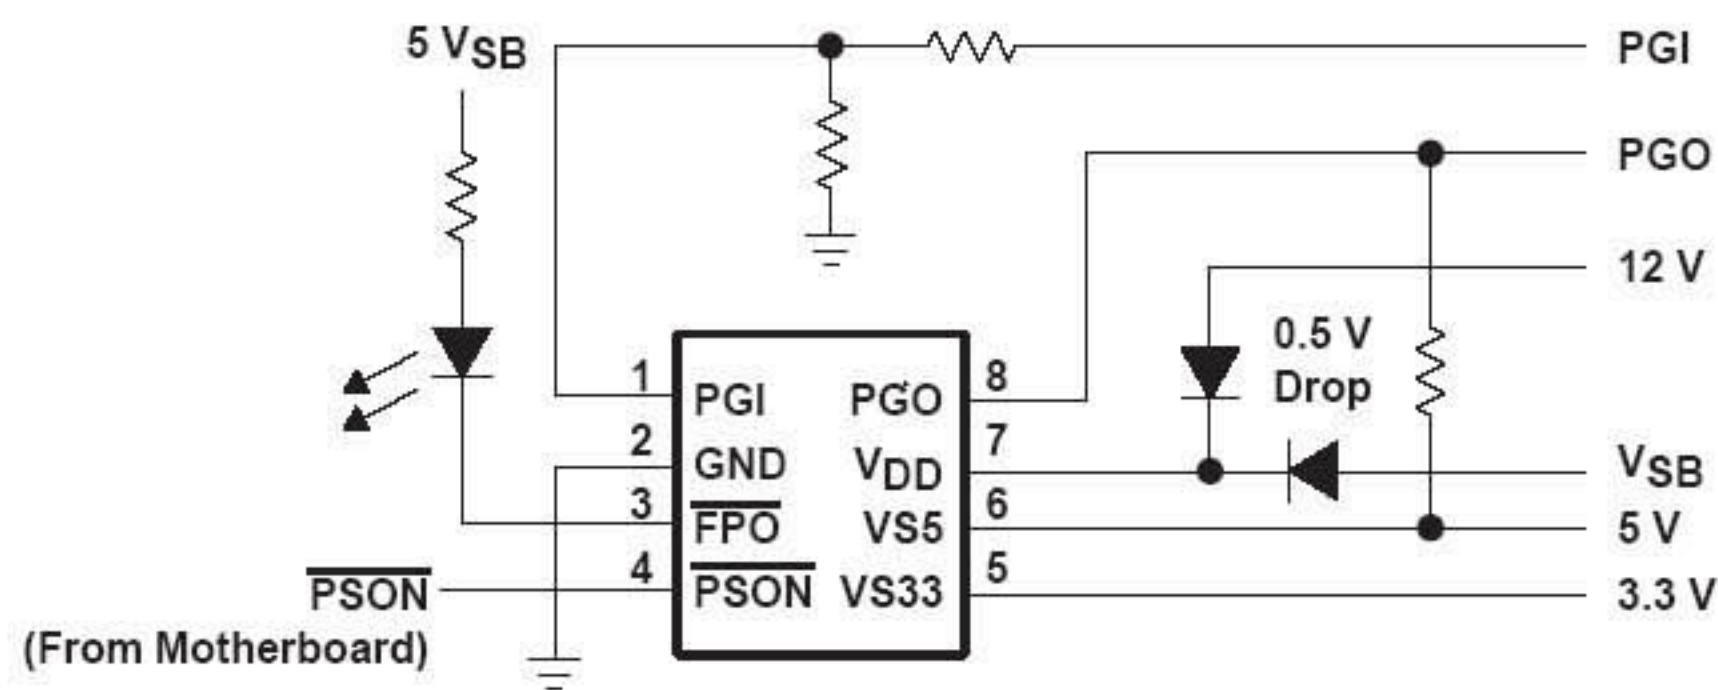 5 VSB
PGI
PGO
12 V
0.5 V
Drop
1
PGI
PGO
8
2
GND
VDD
7
VSB
3
FPO
VS5
6
5 V
4
PSON
VS33
5
3.3 V
PSON
(From Motherboard)